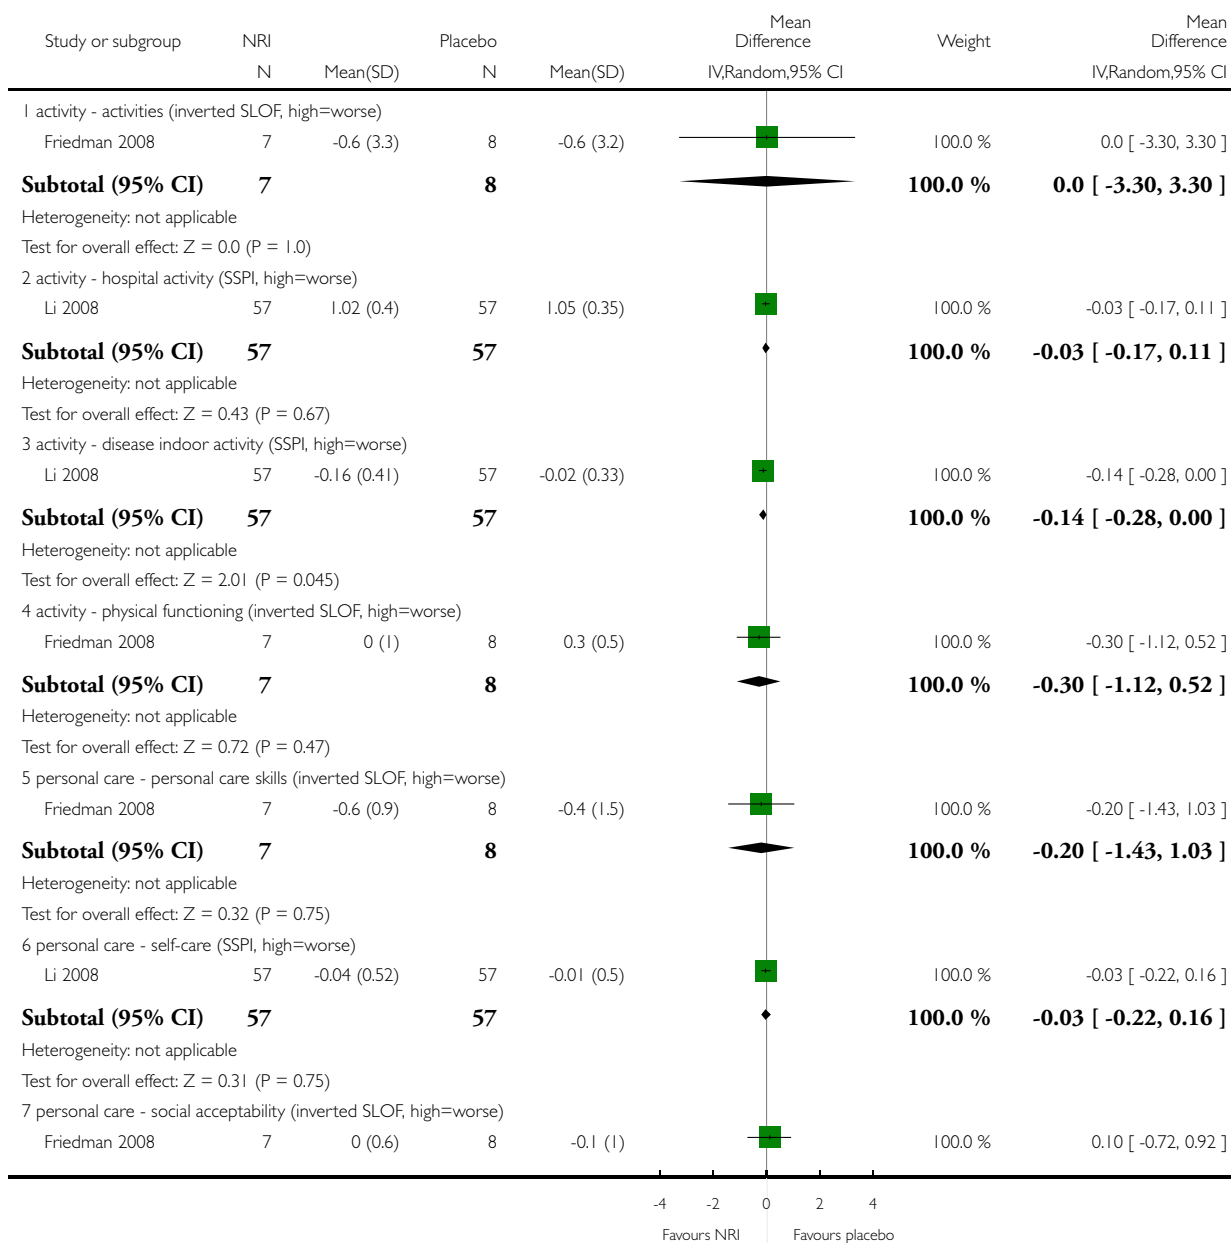 Study or subgroup NRI Placebo Mean Difference Weight Mean Difference
N Mean(SD) N Mean(SD) IV,Random,95% CI IV,Random,95% CI
1 activity - activities (inverted SLOF, high=worse)
Friedman 2008 7 -0.6 (3.3) 8 -0.6 (3.2) 100.0 % 0.0 [ -3.30, 3.30 ]
Subtotal (95% CI) 7 8 100.0 % 0.0 [ -3.30, 3.30 ]
Heterogeneity: not applicable
Test for overall effect: Z = 0.0 (P = 1.0)
2 activity - hospital activity (SSPI, high=worse)
Li 2008 57 1.02 (0.4) 57 1.05 (0.35) 100.0 % -0.03 [ -0.17, 0.11 ]
Subtotal (95% CI) 57 57 100.0 % -0.03 [ -0.17, 0.11 ]
Heterogeneity: not applicable
Test for overall effect: Z = 0.43 (P = 0.67)
3 activity - disease indoor activity (SSPI, high=worse)
Li 2008 57 -0.16 (0.41) 57 -0.02 (0.33) 100.0 % -0.14 [ -0.28, 0.00 ]
Subtotal (95% CI) 57 57 100.0 % -0.14 [ -0.28, 0.00 ]
Heterogeneity: not applicable
Test for overall effect: Z = 2.01 (P = 0.045)
4 activity - physical functioning (inverted SLOF, high=worse)
Friedman 2008 7 0 (1) 8 0.3 (0.5) 100.0 % -0.30 [ -1.12, 0.52 ]
Subtotal (95% CI) 7 8 100.0 % -0.30 [ -1.12, 0.52 ]
Heterogeneity: not applicable
Test for overall effect: Z = 0.72 (P = 0.47)
5 personal care - personal care skills (inverted SLOF, high=worse)
Friedman 2008 7 -0.6 (0.9) 8 -0.4 (1.5) 100.0 % -0.20 [ -1.43, 1.03 ]
Subtotal (95% CI) 7 8 100.0 % -0.20 [ -1.43, 1.03 ]
Heterogeneity: not applicable
Test for overall effect: Z = 0.32 (P = 0.75)
6 personal care - self-care (SSPI, high=worse)
Li 2008 57 -0.04 (0.52) 57 -0.01 (0.5) 100.0 % -0.03 [ -0.22, 0.16 ]
Subtotal (95% CI) 57 57 100.0 % -0.03 [ -0.22, 0.16 ]
Heterogeneity: not applicable
Test for overall effect: Z = 0.31 (P = 0.75)
7 personal care - social acceptability (inverted SLOF, high=worse)
Friedman 2008 7 0 (0.6) 8 -0.1 (1) 100.0 % 0.10 [ -0.72, 0.92 ]
-4 -2 0 2 4
Favours NRI Favours placebo